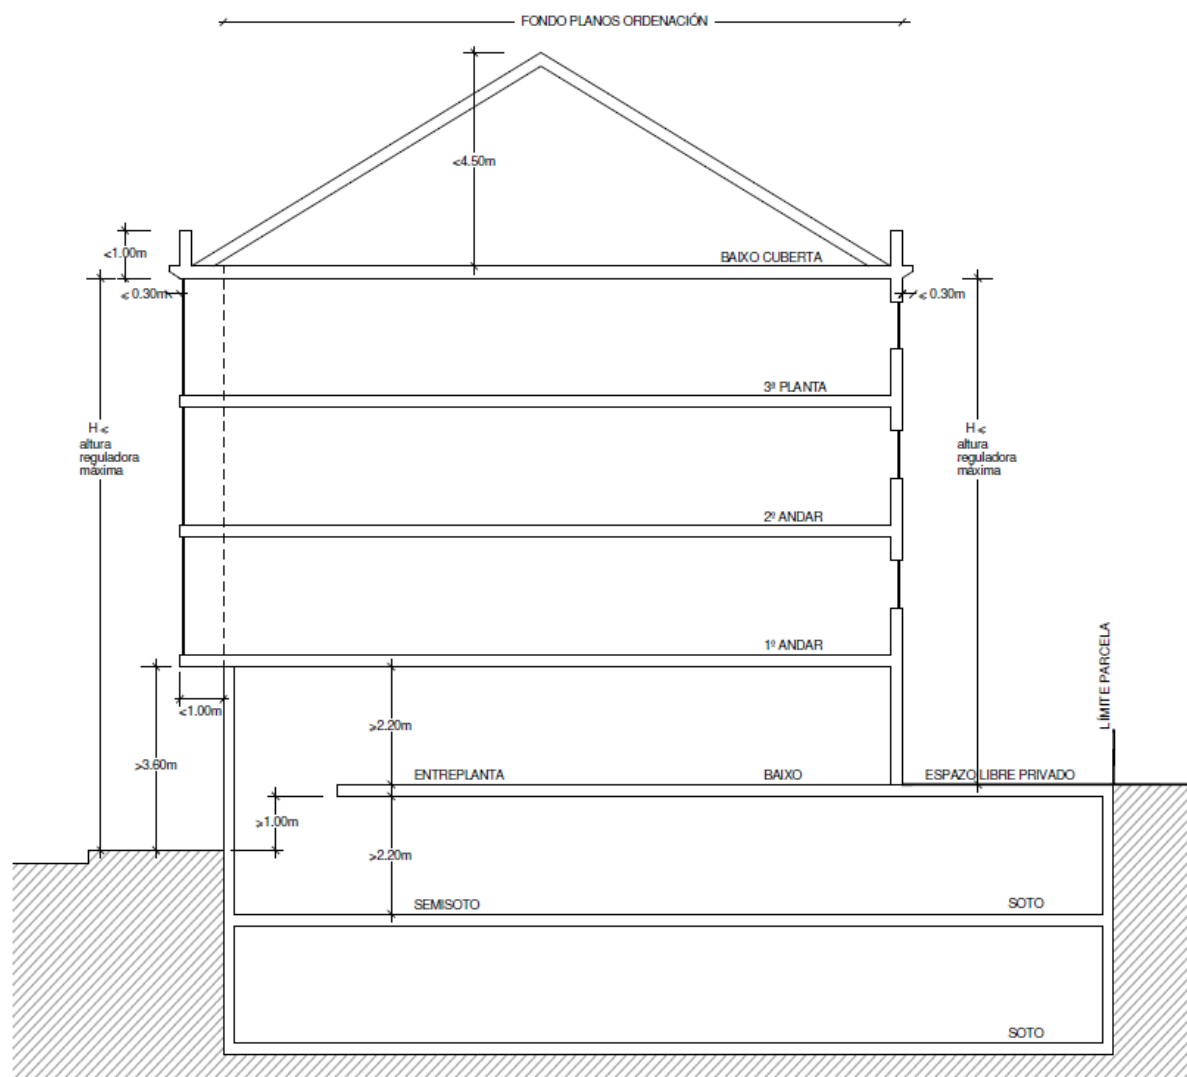 FONDO PLANOS ORDENACIÓN
<4.50m
<1.00m
BAIXO CUBERTA
⩽ 0.30m
⩽ 0.30m
3ª PLANTA
H ⩽
altura
reguladora
máxima
H ⩽
altura
reguladora
máxima
2º ANDAR
1º ANDAR
LÍMITE PARCELA
<1.00m
⩾2.20m
>3.60m
ENTREPLANTA
BAIXO
ESPAZO LIBRE PRIVADO
⩾1.00m
⩾2.20m
SEMISOTO
SOTO
SOTO